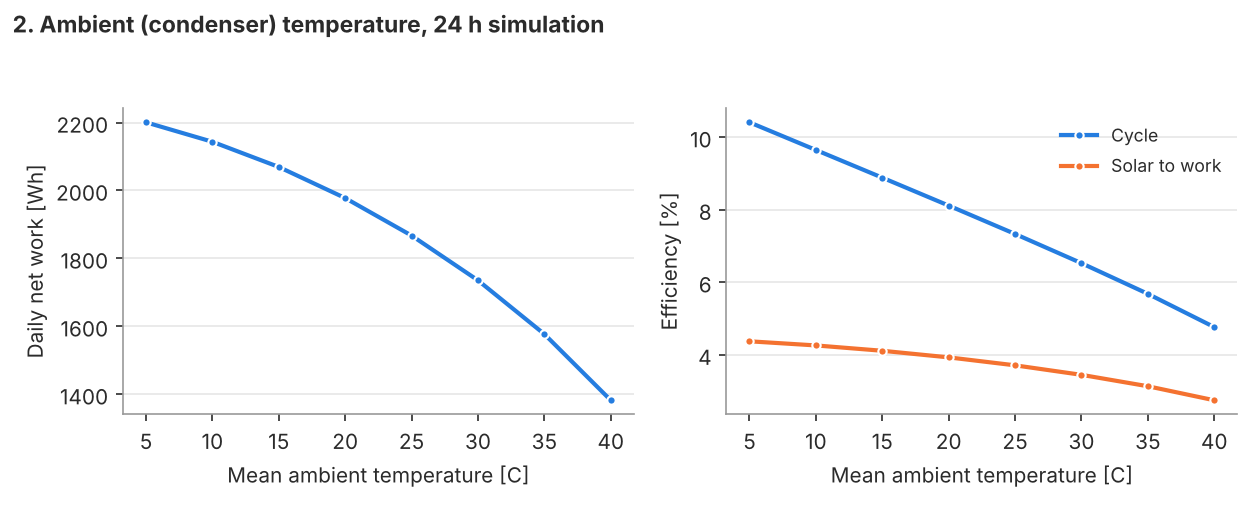 2. Ambient (condenser) temperature, 24 h simulation
Daily net work [Wh]
2200
2000
1800
1600
1400
5 10 15 20 25 30 35 40
Mean ambient temperature [C]
Efficiency [%]
10
8
6
4
Cycle
Solar to work
5 10 15 20 25 30 35 40
Mean ambient temperature [C]